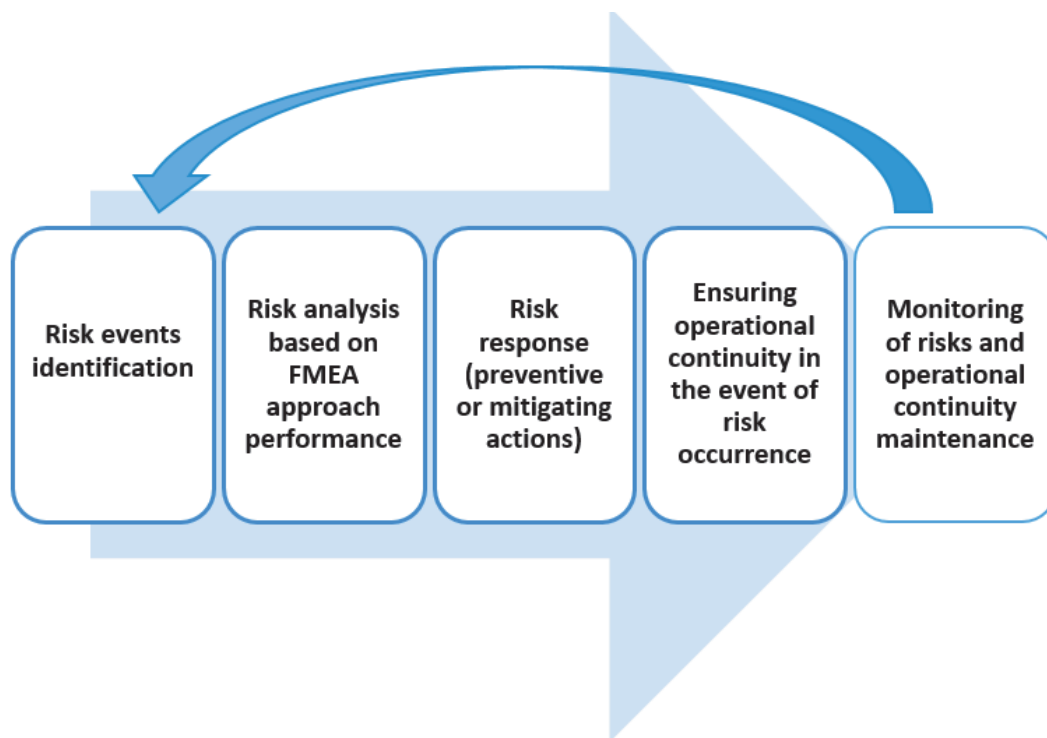 Risk events
identification
Risk analysis
based on
FMEA
approach
performance
Risk
response
(preventive
or mitigating
actions)
Ensuring
operational
continuity in
the event of
risk
occurrence
Monitoring
of risks and
operational
continuity
maintenance